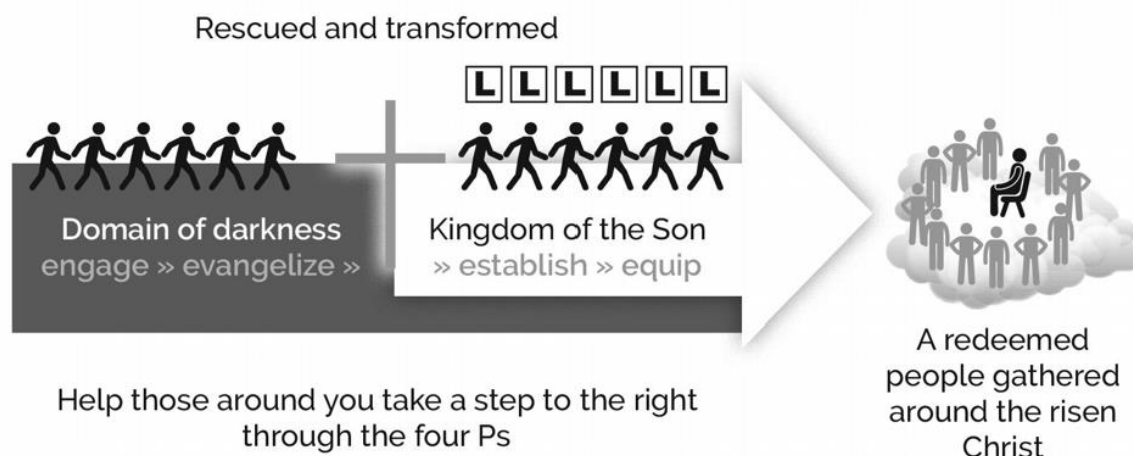 Rescued and transformed
L L L L L L
Domain of darkness
engage » evangelize »
Kingdom of the Son
» establish » equip
Help those around you take a step to the right
through the four Ps
A redeemed
people gathered
around the risen
Christ